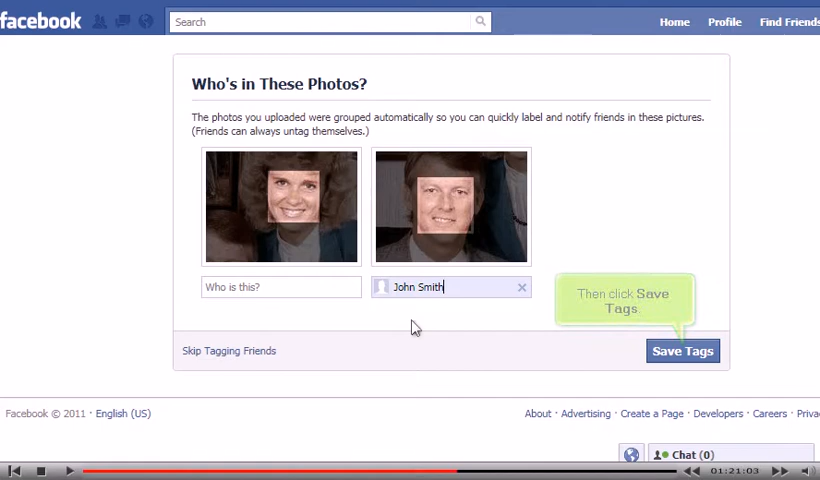 facebook
Search
Home Profile Find Friends
Who's in These Photos?
The photos you uploaded were grouped automatically so you can quickly label and notify friends in these pictures.
(Friends can always untag themselves.)
Who is this?
John Smith
Then click Save
Tags.
Skip Tagging Friends
Save Tags
Facebook © 2011 · English (US)
About · Advertising · Create a Page · Developers · Careers · Priva
Chat (0)
01:21:03